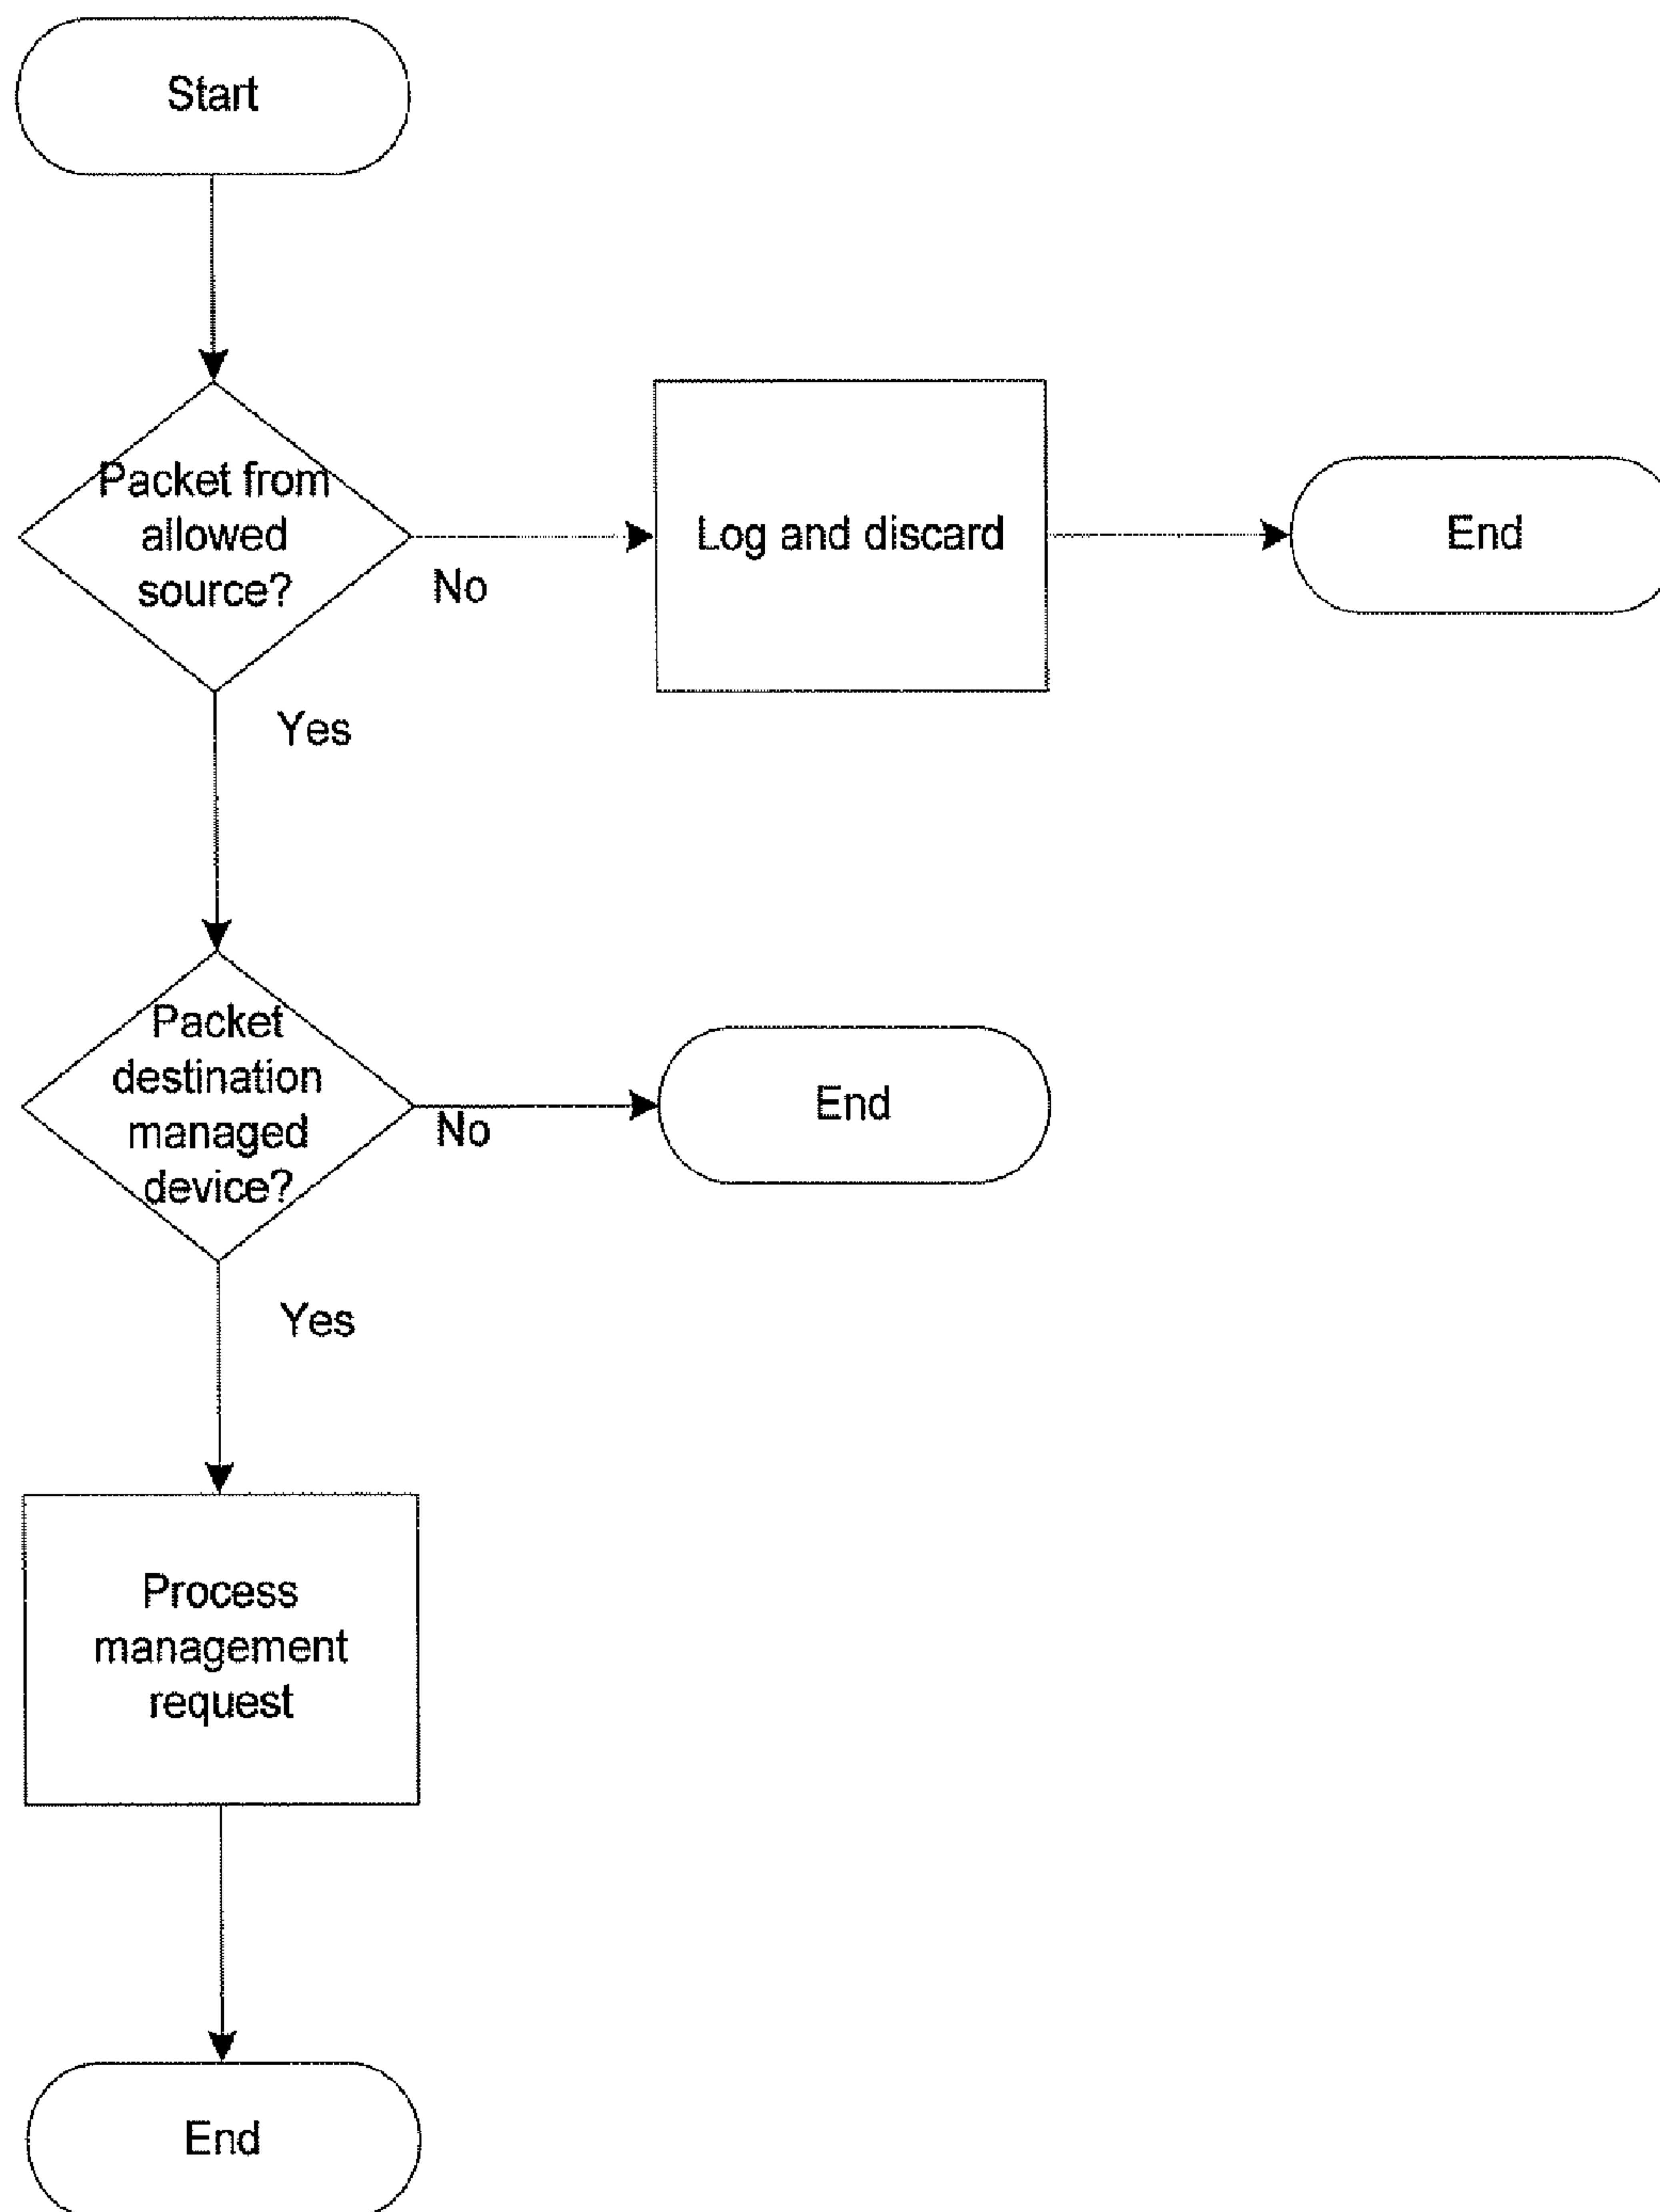 Start
Packet from
allowed
source?
No
Log and discard
End
Yes
Packet
destination
managed
device?
No
End
Yes
Process
management
request
End